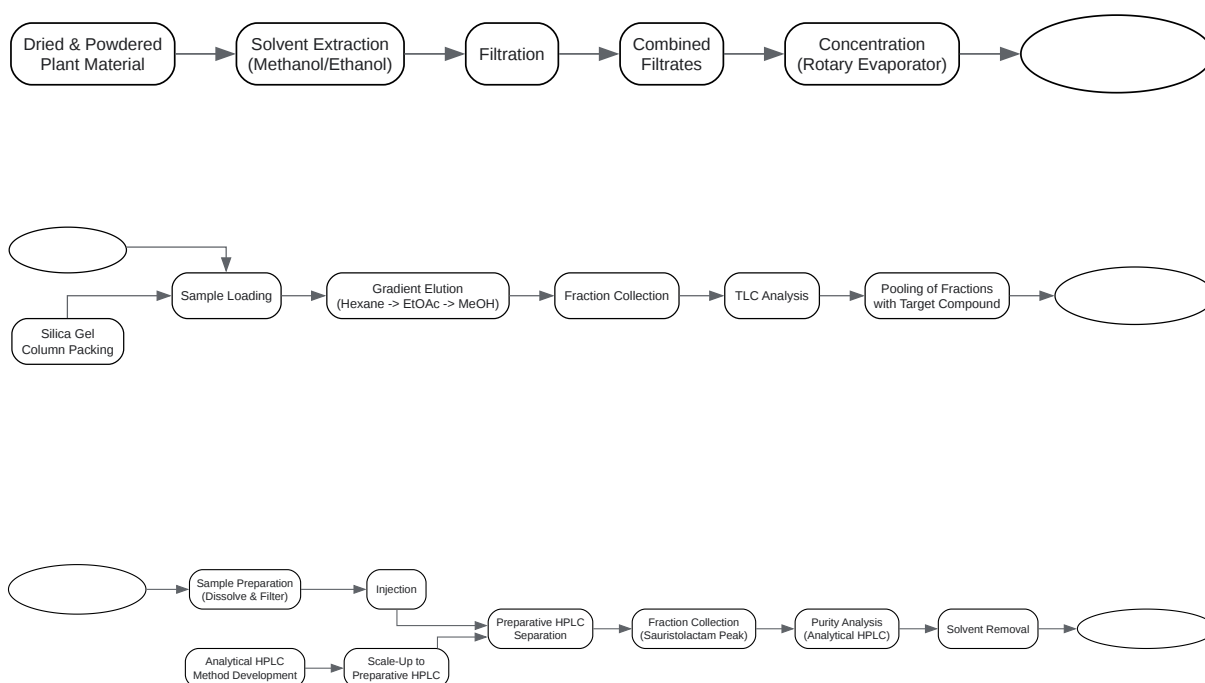 Dried & Powdered
Plant Material
Solvent Extraction
(Methanol/Ethanol)
Filtration
Combined
Filtrates
Concentration
(Rotary Evaporator)
Sample Loading
Gradient Elution
(Hexane -> EtOAc -> MeOH)
Fraction Collection
TLC Analysis
Pooling of Fractions
with Target Compound
Silica Gel
Column Packing
Sample Preparation
(Dissolve & Filter)
Injection
Preparative HPLC
Separation
Fraction Collection
(Sauristolactam Peak)
Purity Analysis
(Analytical HPLC)
Solvent Removal
Analytical HPLC
Method Development
Scale-Up to
Preparative HPLC